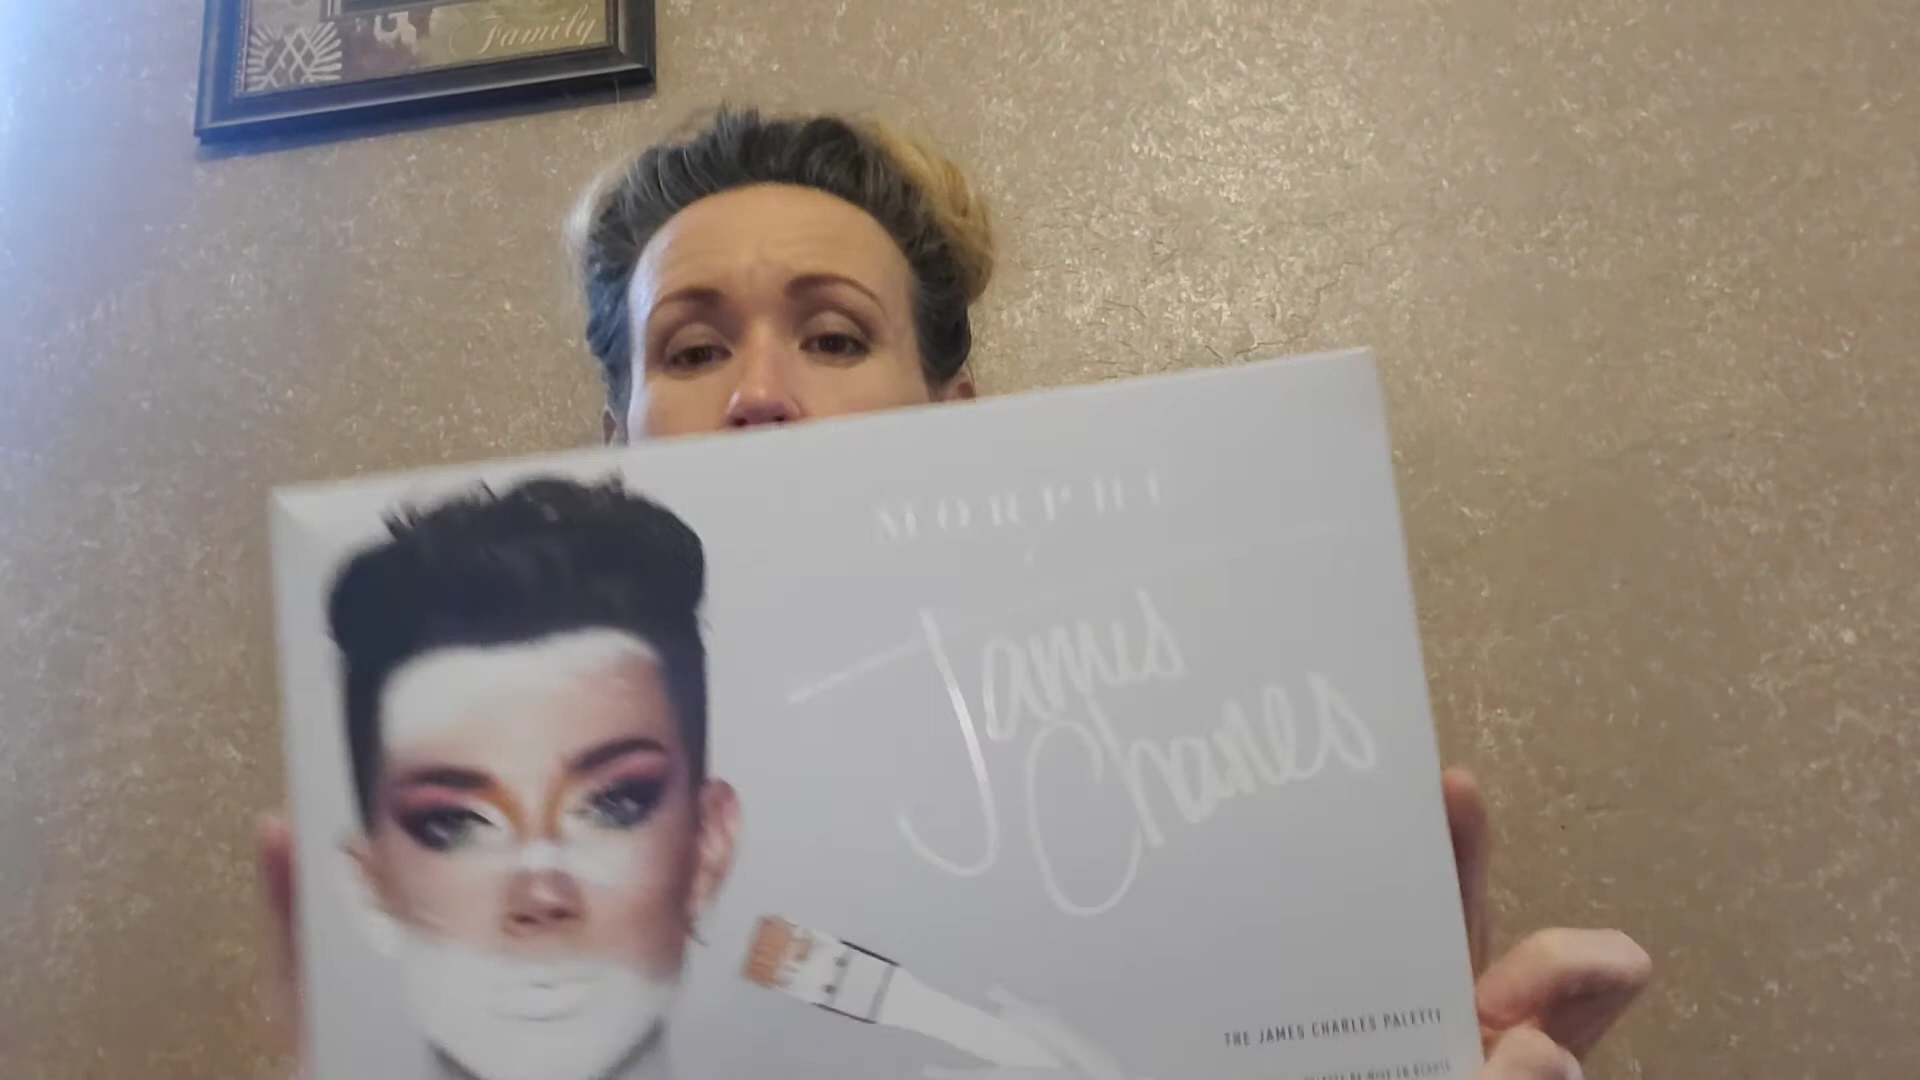 Family
MORPHE
James
Charles
THE JAMES CHARLES PALETTE